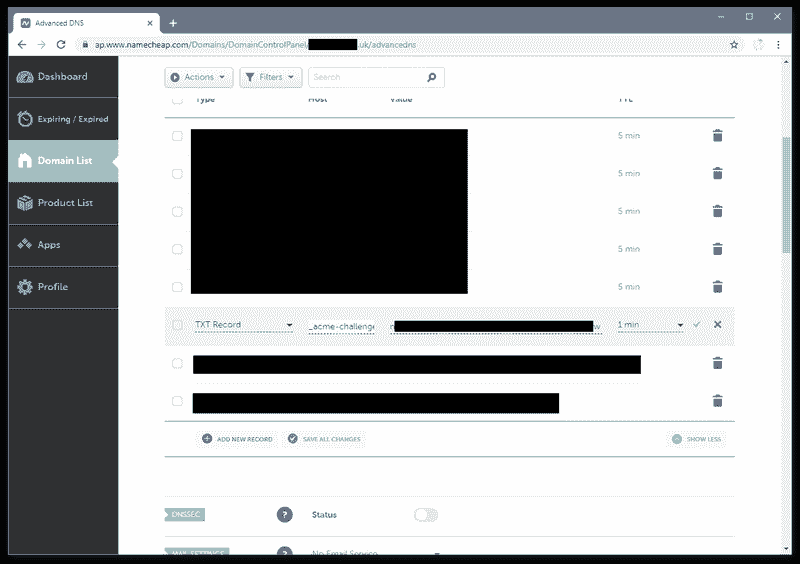 Advanced DNS
ap.www.namecheap.com/Domains/DomainControlPanel/ .uk/advancedns
Dashboard
Expiring / Expired
Domain List
Product List
Apps
Profile
Actions Filters Search
Type Host Value TTL
5 min
5 min
5 min
5 min
5 min
TXT Record _acme-challenge n w 1 min
ADD NEW RECORD SAVE ALL CHANGES SHOW LESS
DNSSEC ? Status
MAIL SETTINGS ? No Email Service